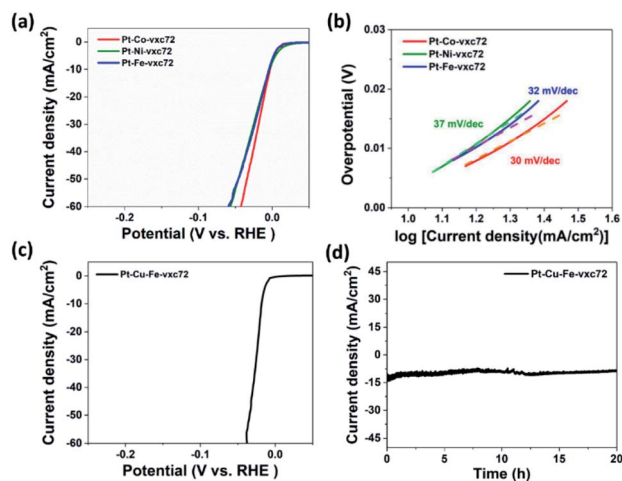 (a)
Pt-Co-vxc72
Pt-Ni-vxc72
Pt-Fe-vxc72
Current density (mA/cm²)
0
-10
-20
-30
-40
-50
-60
-0.2
-0.1
0.0
Potential (V vs. RHE )
(b)
Pt-Co-vxc72
Pt-Ni-vxc72
Pt-Fe-vxc72
32 mV/dec
37 mV/dec
30 mV/dec
Overpotential (V)
0.03
0.02
0.01
0.00
1.0
1.1
1.2
1.3
1.4
1.5
log [Current density(mA/cm²)]
(c)
Pt-Cu-Fe-vxc72
Current density (mA/cm²)
0
-10
-20
-30
-40
-50
-60
-0.2
-0.1
0.0
Potential (V vs. RHE )
(d)
Pt-Cu-Fe-vxc72
Current density (mA/cm²)
45
30
15
0
-15
-30
-45
0
5
10
15
20
Time (h)